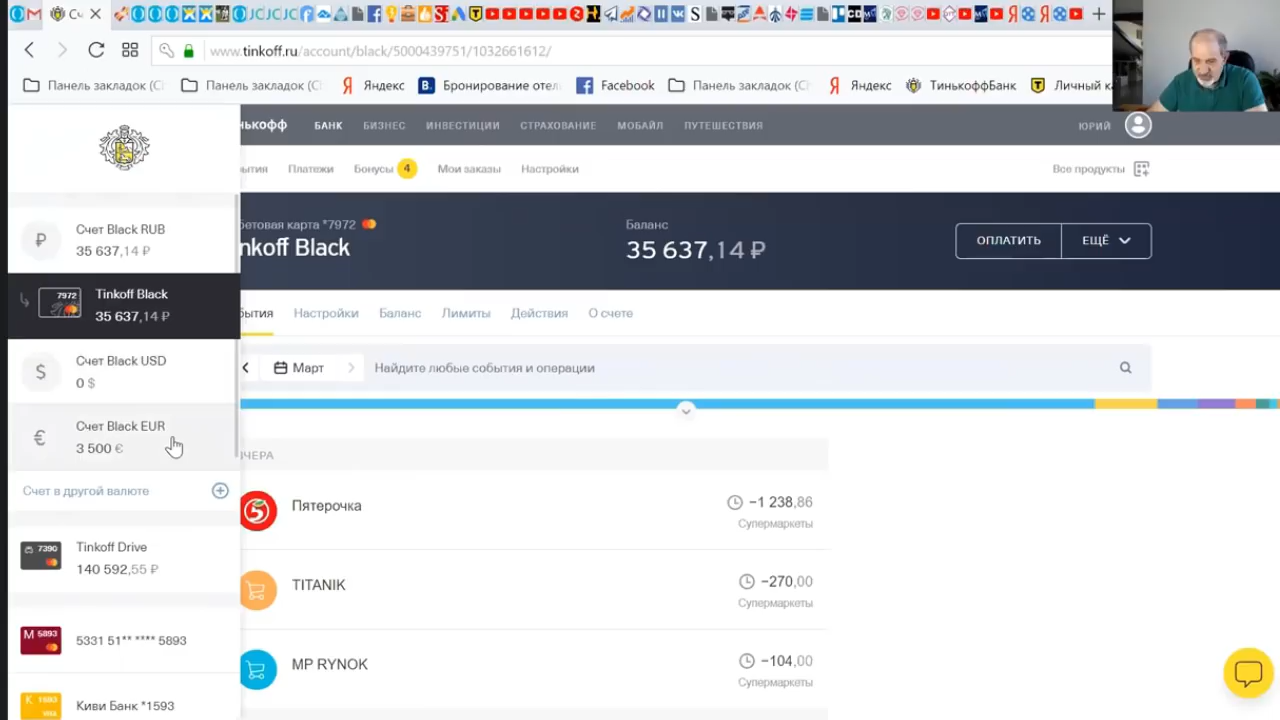 www.tinkoff.ru/account/black/5000439751/1032661612/
Панель закладок (С
Панель закладок (С
Яндекс
Бронирование отел
Facebook
Панель закладок (С
Яндекс
ТинькоффБанк
Личный ка
нькофф
БАНК
БИЗНЕС
ИНВЕСТИЦИИ
СТРАХОВАНИЕ
МОБАЙЛ
ПУТЕШЕСТВИЯ
ЮРИЙ
ытия
Платежи
Бонусы 4
Мои заказы
Настройки
Все продукты
Счет Black RUB
35 637,14 ₽
7972
Tinkoff Black
35 637,14 ₽
Счет Black USD
0 $
Счет Black EUR
3 500 €
Счет в другой валюте
7390
Tinkoff Drive
140 592,55 ₽
M 5893
5331 51** **** 5893
K 1593
Киви Банк *1593
бетовая карта *7972
nkoff Black
Баланс
35 637,14 ₽
ОПЛАТИТЬ
ЕЩЁ
бытия
Настройки
Баланс
Лимиты
Действия
О счете
Март
Найдите любые события и операции
ЧЕРА
Пятерочка
−1 238,86
Супермаркеты
TITANIK
−270,00
Супермаркеты
MP RYNOK
−104,00
Супермаркеты